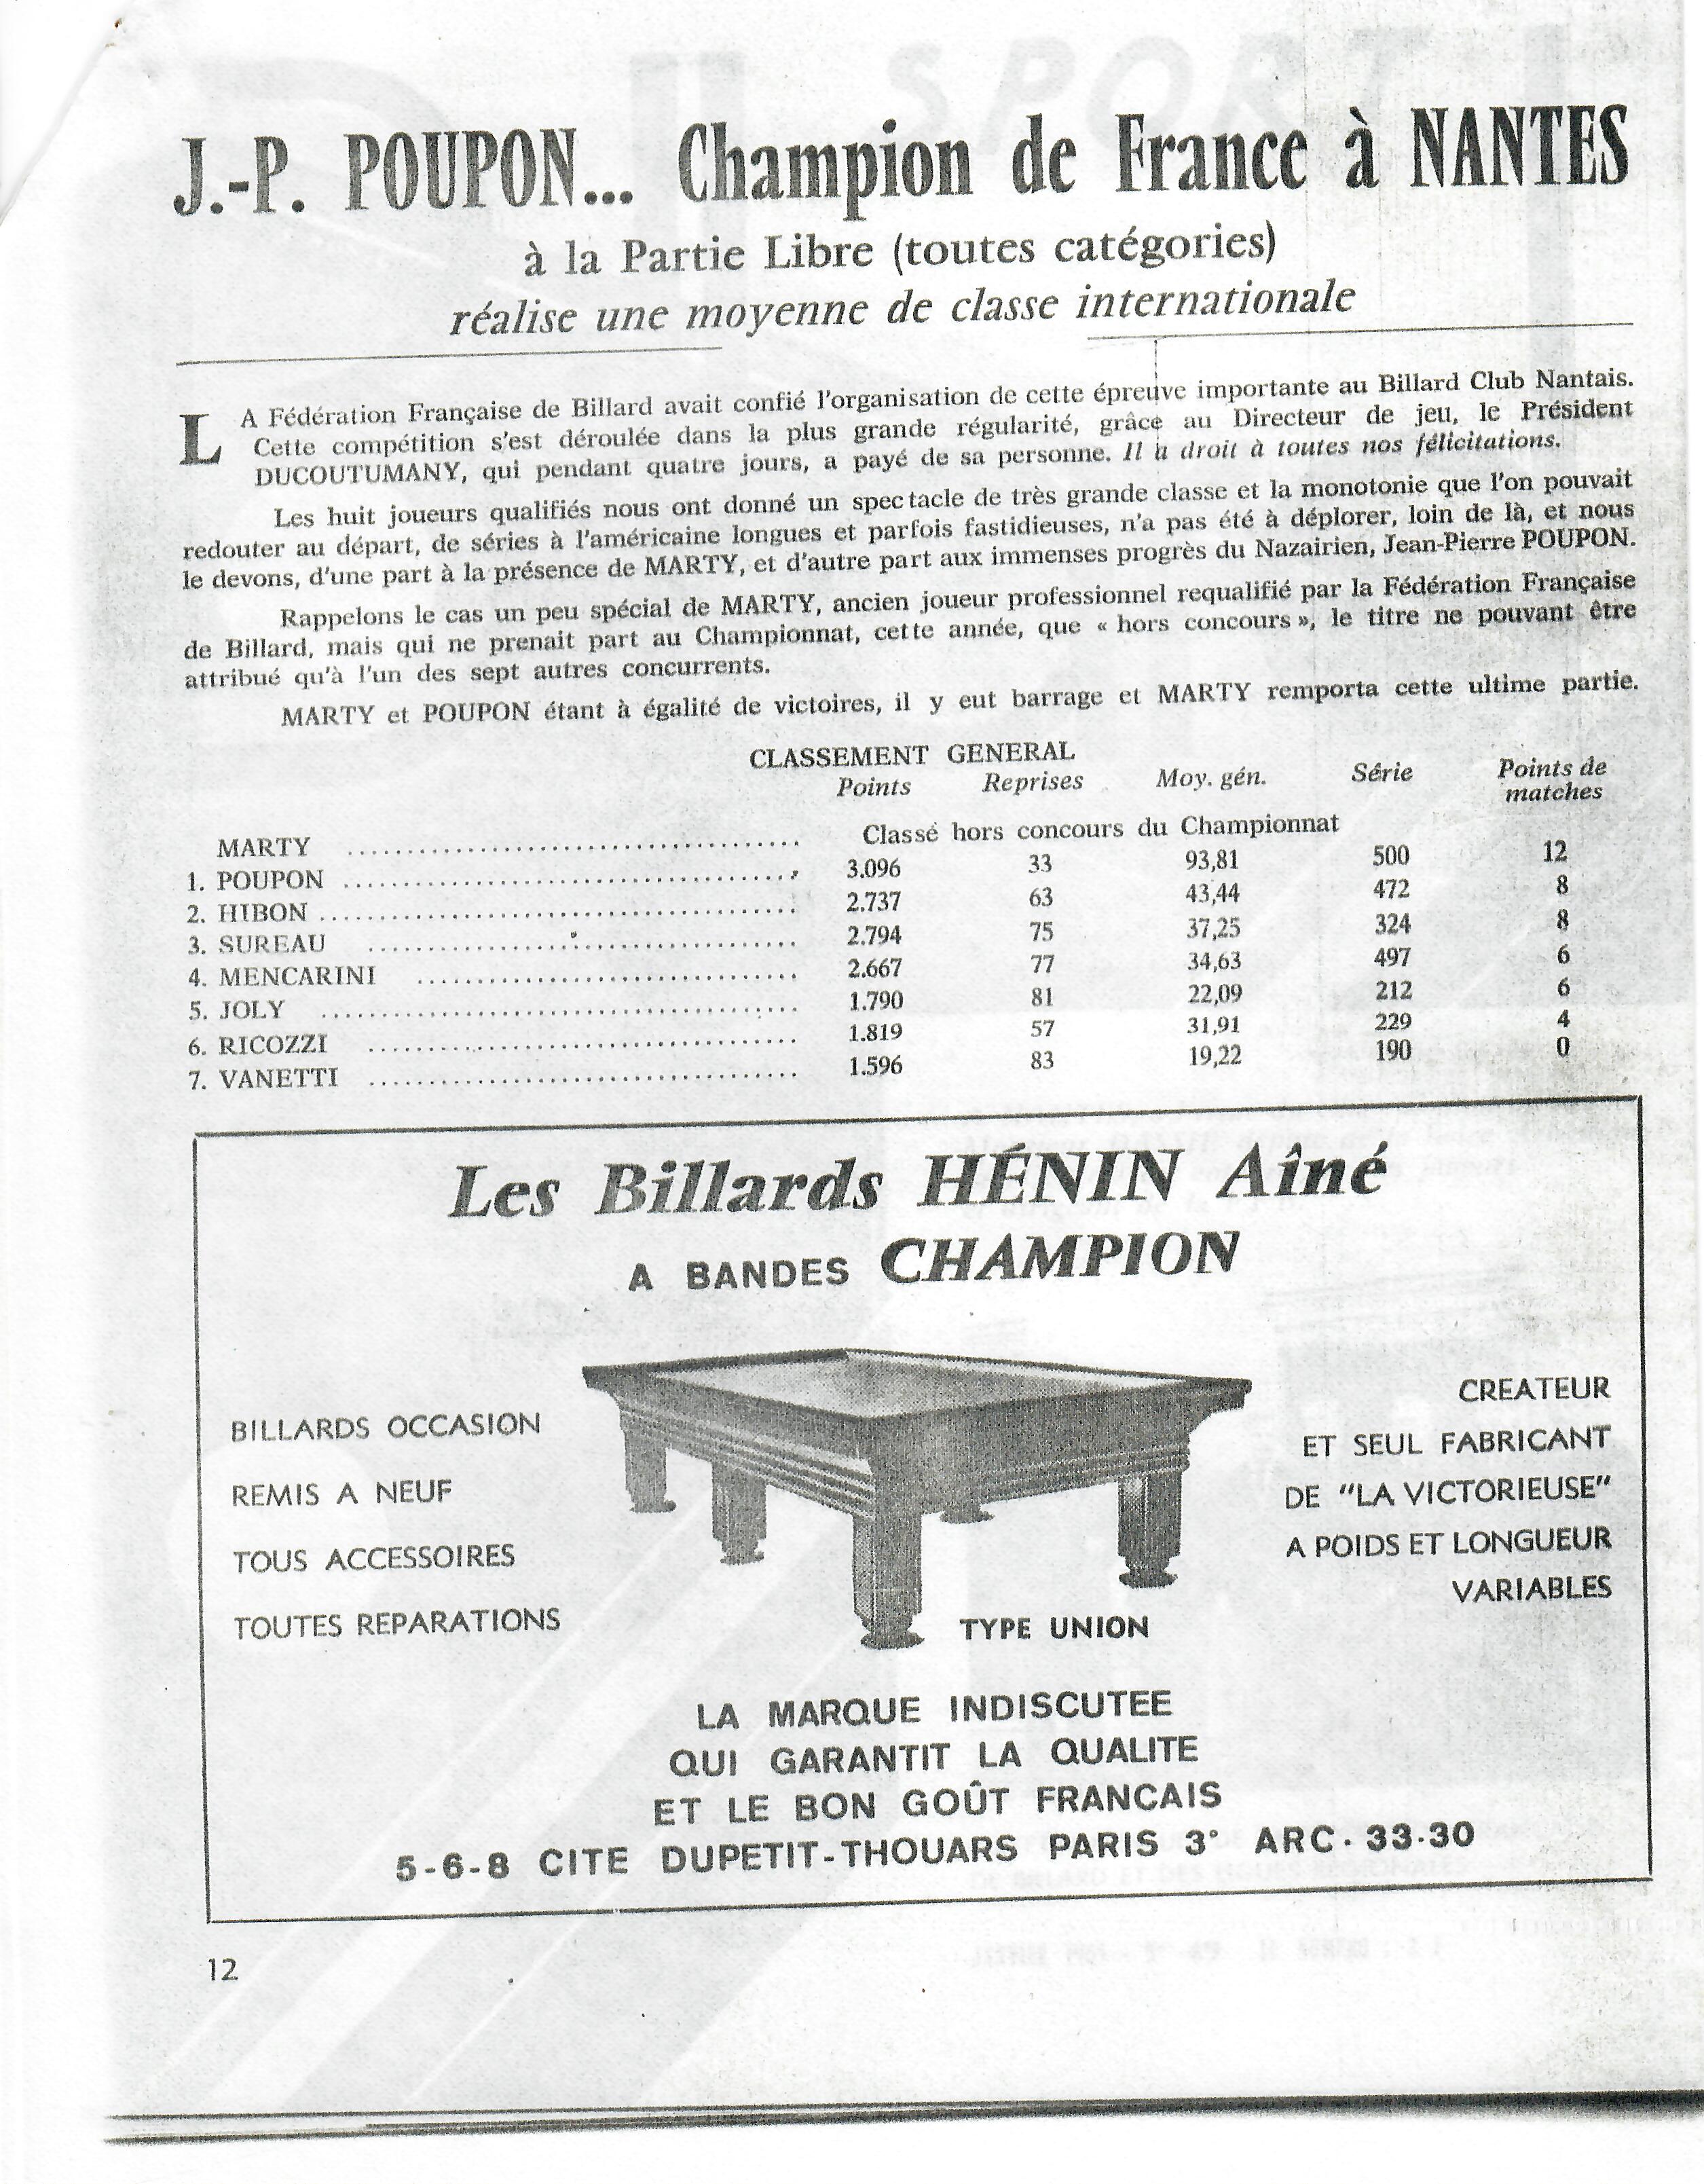 J.-P. POUPON... Champion de France à NANTES
à la Partie Libre (toutes catégories)
réalise une moyenne de classe internationale
LA Fédération Française de Billard avait confié l'organisation de cette épreuve importante au Billard Club Nantais.
Cette compétition s'est déroulée dans la plus grande régularité, grâce au Directeur de jeu, le Président
DUCOUTUMANY, qui pendant quatre jours, a payé de sa personne. Il a droit à toutes nos félicitations.
Les huit joueurs qualifiés nous ont donné un spectacle de très grande classe et la monotonie que l'on pouvait
redouter au départ, de séries à l'américaine longues et parfois fastidieuses, n'a pas été à déplorer, loin de là, et nous
le devons, d'une part à la présence de MARTY, et d'autre part aux immenses progrès du Nazairien, Jean-Pierre POUPON.
Rappelons le cas un peu spécial de MARTY, ancien joueur professionnel requalifié par la Fédération Française
de Billard, mais qui ne prenait part au Championnat, cette année, que « hors concours », le titre ne pouvant être
attribué qu'à l'un des sept autres concurrents.
MARTY et POUPON étant à égalité de victoires, il y eut barrage et MARTY remporta cette ultime partie.
CLASSEMENT GENERAL
Points Reprises Moy. gén. Série Points de matches
MARTY ........ Classé hors concours du Championnat
1. POUPON ........ 3.096 33 93,81 500 12
2. HIBON ........ 2.737 63 43,44 472 8
3. SUREAU ........ 2.794 75 37,25 324 8
4. MENCARINI ........ 2.667 77 34,63 497 6
5. JOLY ........ 1.790 81 22,09 212 6
6. RICOZZI ........ 1.819 57 31,91 229 4
7. VANETTI ........ 1.596 83 19,22 190 0
Les Billards HÉNIN Aîné
A BANDES CHAMPION
BILLARDS OCCASION
REMIS A NEUF
TOUS ACCESSOIRES
TOUTES REPARATIONS
CREATEUR
ET SEUL FABRICANT
DE "LA VICTORIEUSE"
A POIDS ET LONGUEUR
VARIABLES
TYPE UNION
LA MARQUE INDISCUTEE
QUI GARANTIT LA QUALITE
ET LE BON GOÛT FRANCAIS
5-6-8 CITE DUPETIT-THOUARS PARIS 3° ARC. 33-30
12